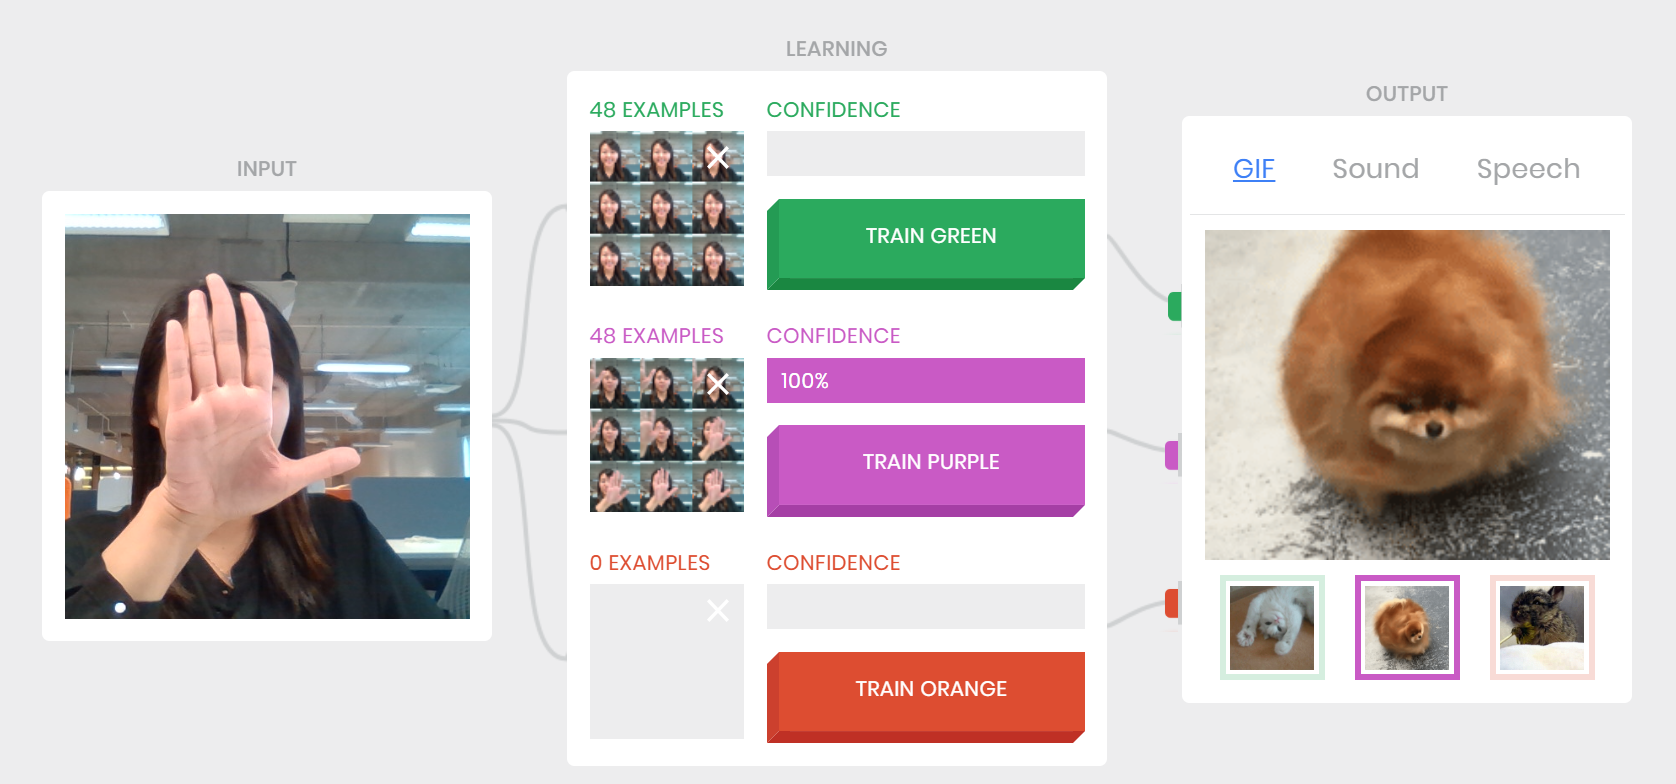 INPUT
LEARNING
48 EXAMPLES
CONFIDENCE
TRAIN GREEN
48 EXAMPLES
CONFIDENCE
100%
TRAIN PURPLE
0 EXAMPLES
CONFIDENCE
TRAIN ORANGE
OUTPUT
GIF Sound Speech